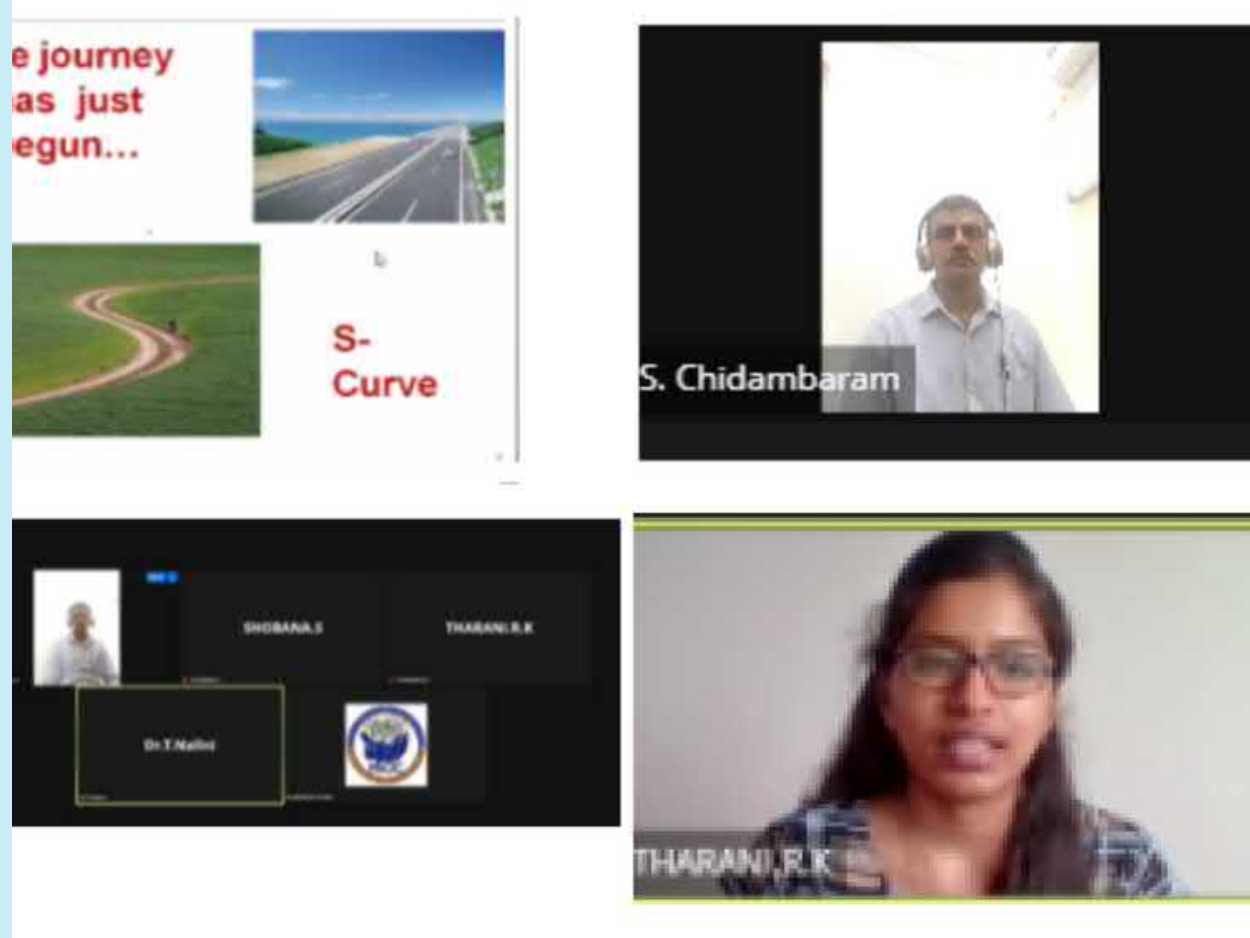 e journey
as just
egun...
S-
Curve
S. Chidambaram
SHOBANA.S
THARANI.R.K
Dr.T.Nalini
THARANI.R.K